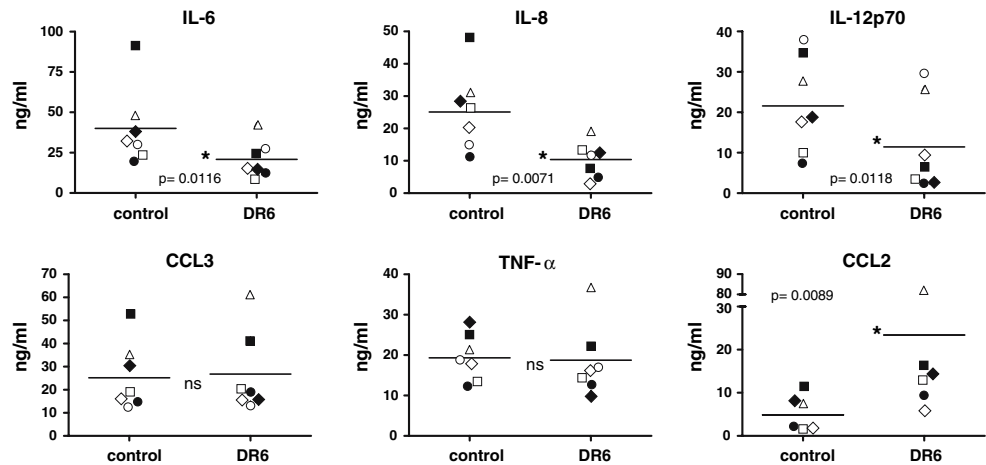 IL-6
IL-8
IL-12p70
ng/ml
100
75
50
25
0
*
p= 0.0116
control
DR6
ng/ml
50
40
30
20
10
0
*
p= 0.0071
control
DR6
ng/ml
40
30
20
10
0
*
p= 0.0118
control
DR6
CCL3
TNF- α
CCL2
ng/ml
70
60
50
40
30
20
10
0
ns
control
DR6
ng/ml
40
30
20
10
0
ns
control
DR6
ng/ml
90
80
30
20
10
0
p= 0.0089
*
control
DR6